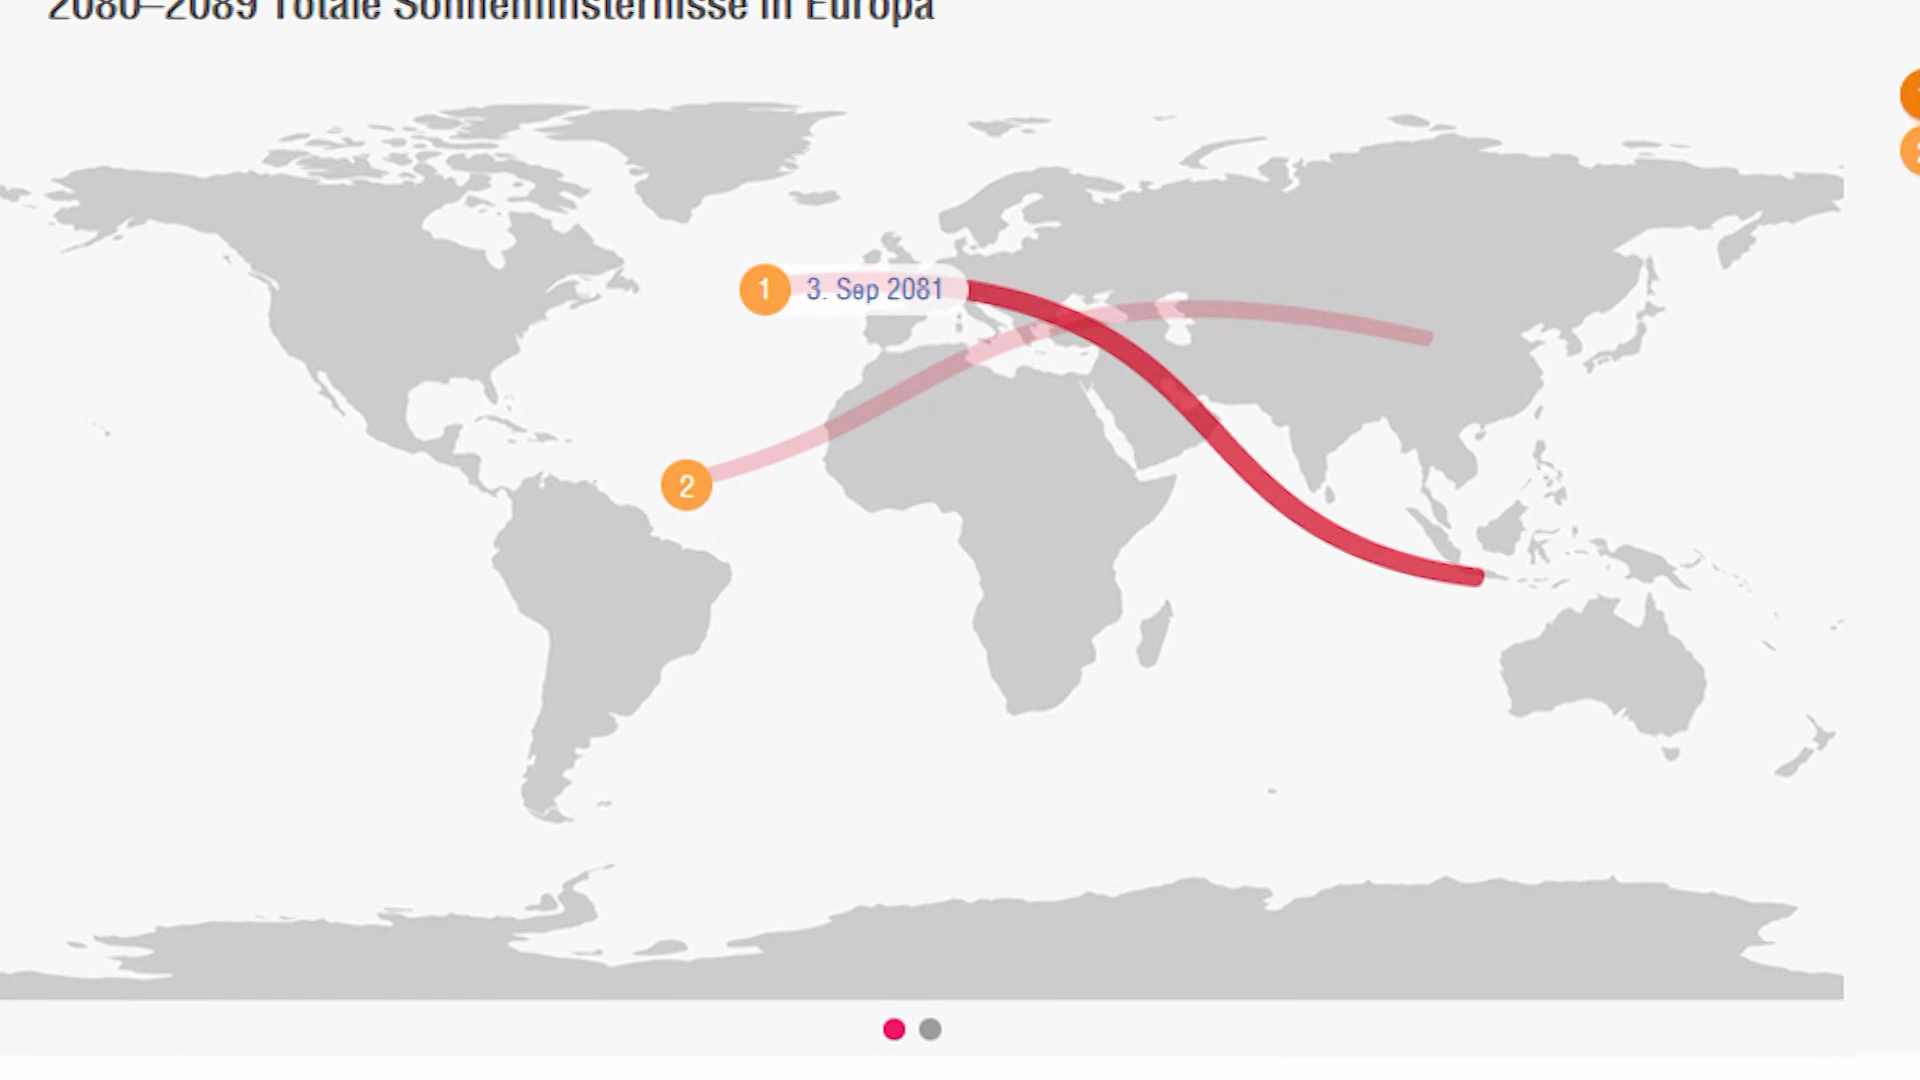 2080–2089 Totale Sonnenfinsternisse in Europa
1 3. Sep 2081
2